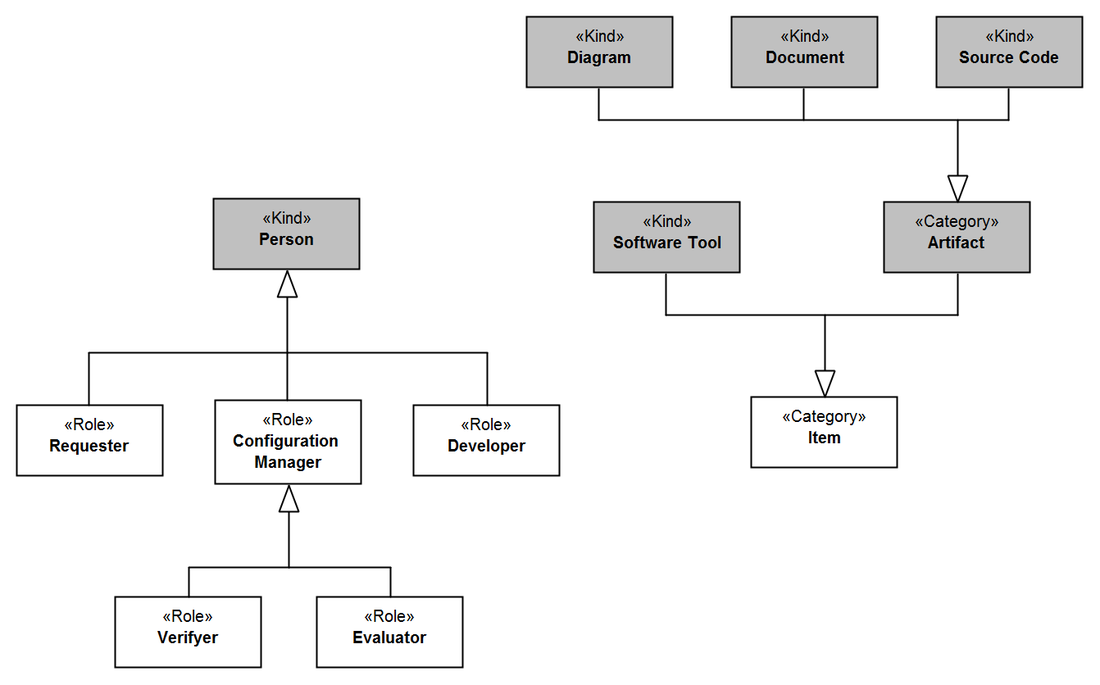 «Kind»
Diagram
«Kind»
Document
«Kind»
Source Code
«Kind»
Person
«Kind»
Software Tool
«Category»
Artifact
«Role»
Requester
«Role»
Configuration
Manager
«Role»
Developer
«Category»
Item
«Role»
Verifyer
«Role»
Evaluator